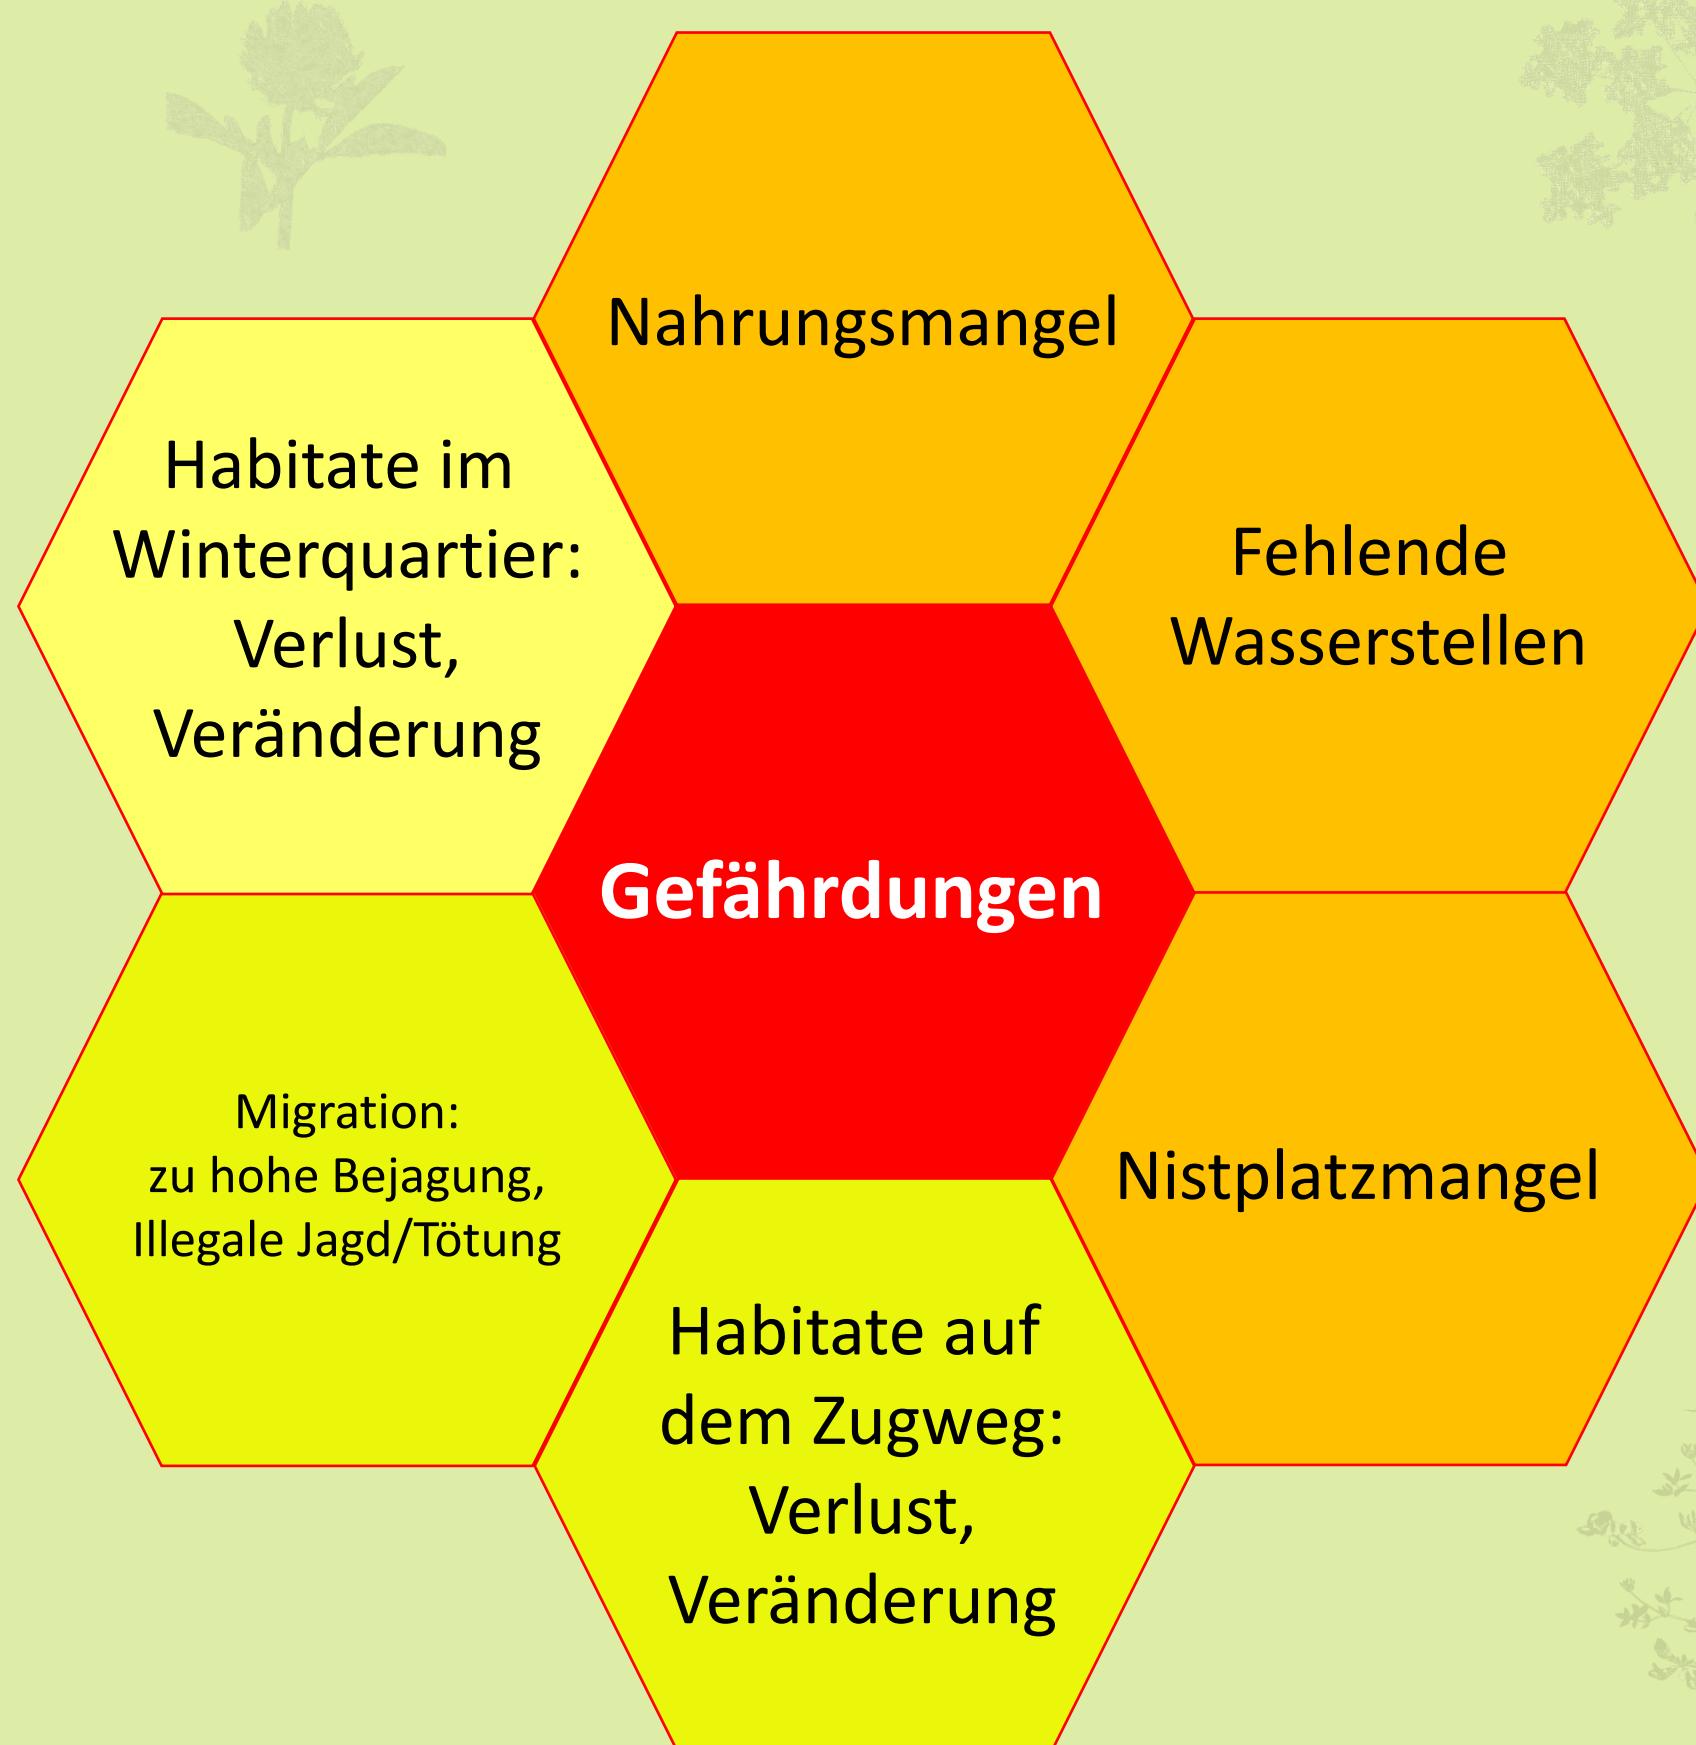 Nahrungsmangel
Habitate im
Winterquartier:
Verlust,
Veränderung
Fehlende
Wasserstellen
Gefährdungen
Migration:
zu hohe Bejagung,
Illegale Jagd/Tötung
Nistplatzmangel
Habitate auf
dem Zugweg:
Verlust,
Veränderung